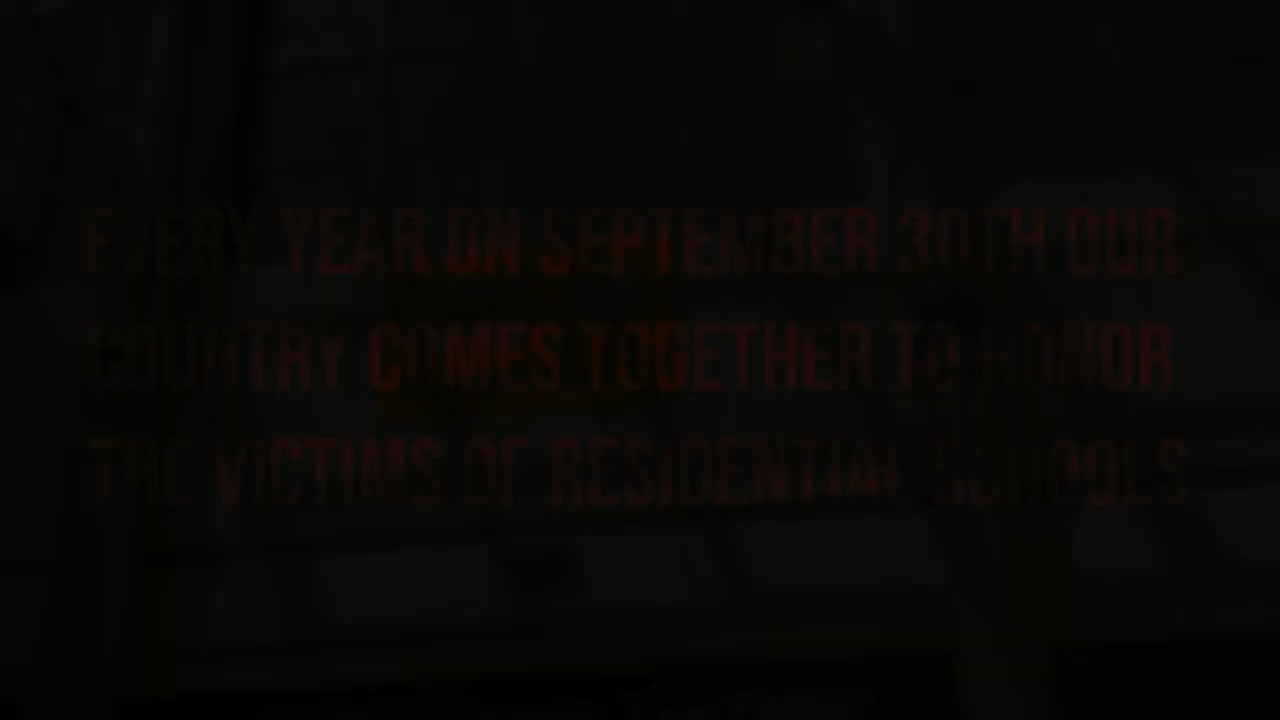 EVERY YEAR ON SEPTEMBER 30TH OUR
COUNTRY COMES TOGETHER TO HONOR
THE VICTIMS OF RESIDENTIAL SCHOOLS